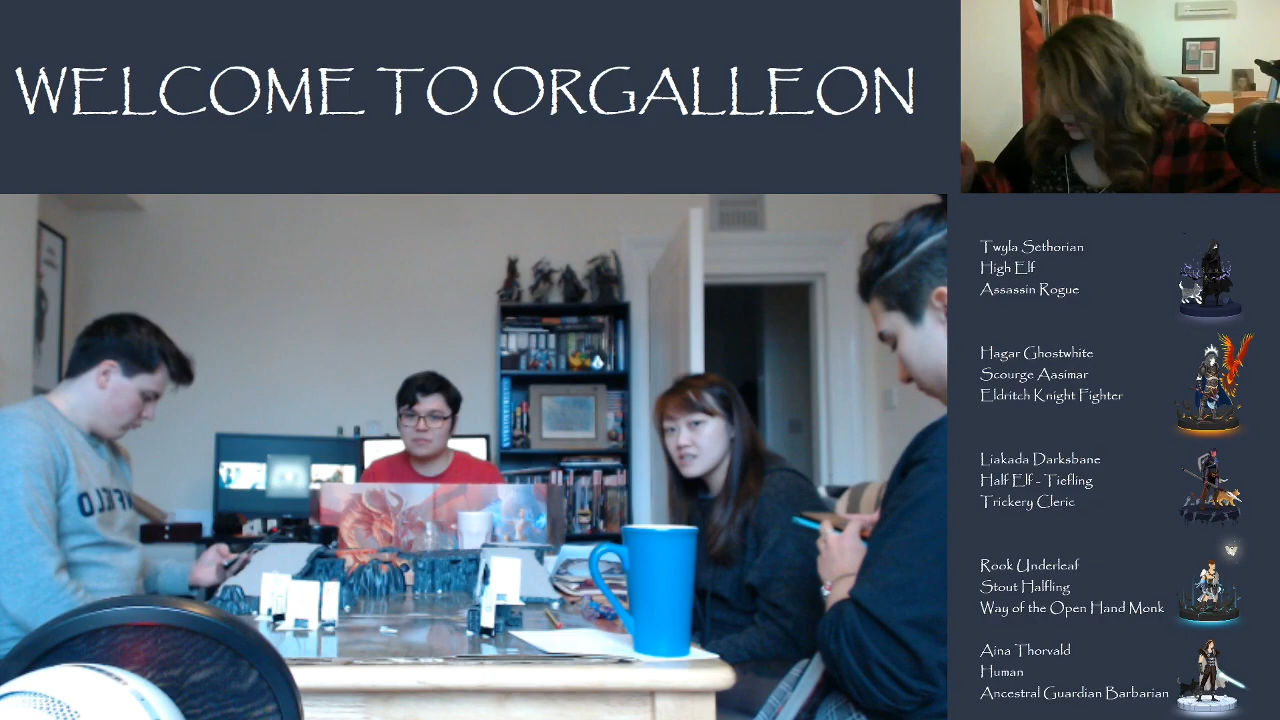 WELCOME TO ORGALLEON
Twyla Sethorian
High Elf
Assassin Rogue
Hagar Ghostwhite
Scourge Aasimar
Eldritch Knight Fighter
Liakada Darksbane
Half Elf - Tiefling
Trickery Cleric
Rook Underleaf
Stout Halfling
Way of the Open Hand Monk
Aina Thorvald
Human
Ancestral Guardian Barbarian